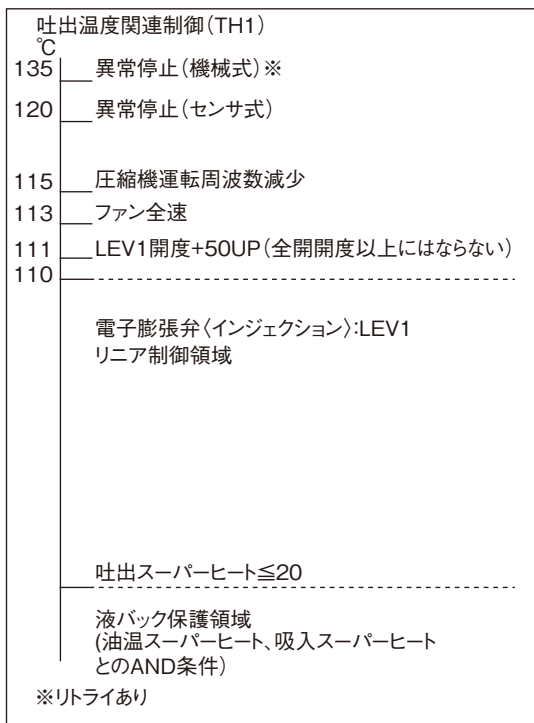 吐出温度関連制御(TH1)
℃
135 異常停止(機械式)※
120 異常停止(センサ式)
115 圧縮機運転周波数減少
113 ファン全速
111 LEV1開度+50UP(全開開度以上にはならない)
110
電子膨張弁〈インジェクション〉:LEV1
リニア制御領域
吐出スーパーヒート≦20
液バック保護領域
(油温スーパーヒート、吸入スーパーヒート
とのAND条件)
※リトライあり